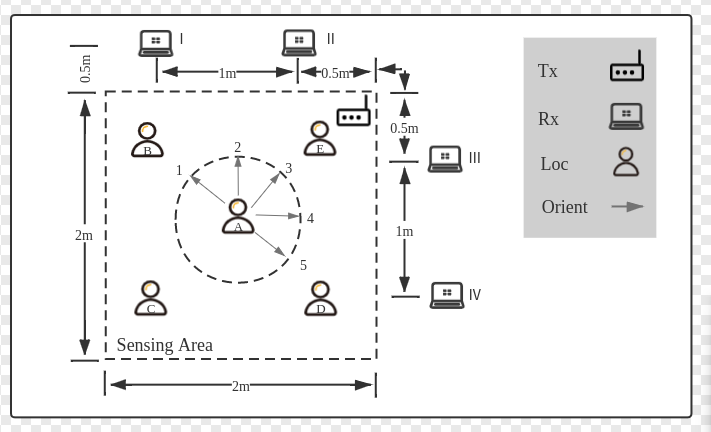 I
II
0.5m
1m
0.5m
Tx
Rx
Loc
Orient
0.5m
III
1m
IV
B
E
2
1
3
A
4
5
2m
C
D
Sensing Area
2m